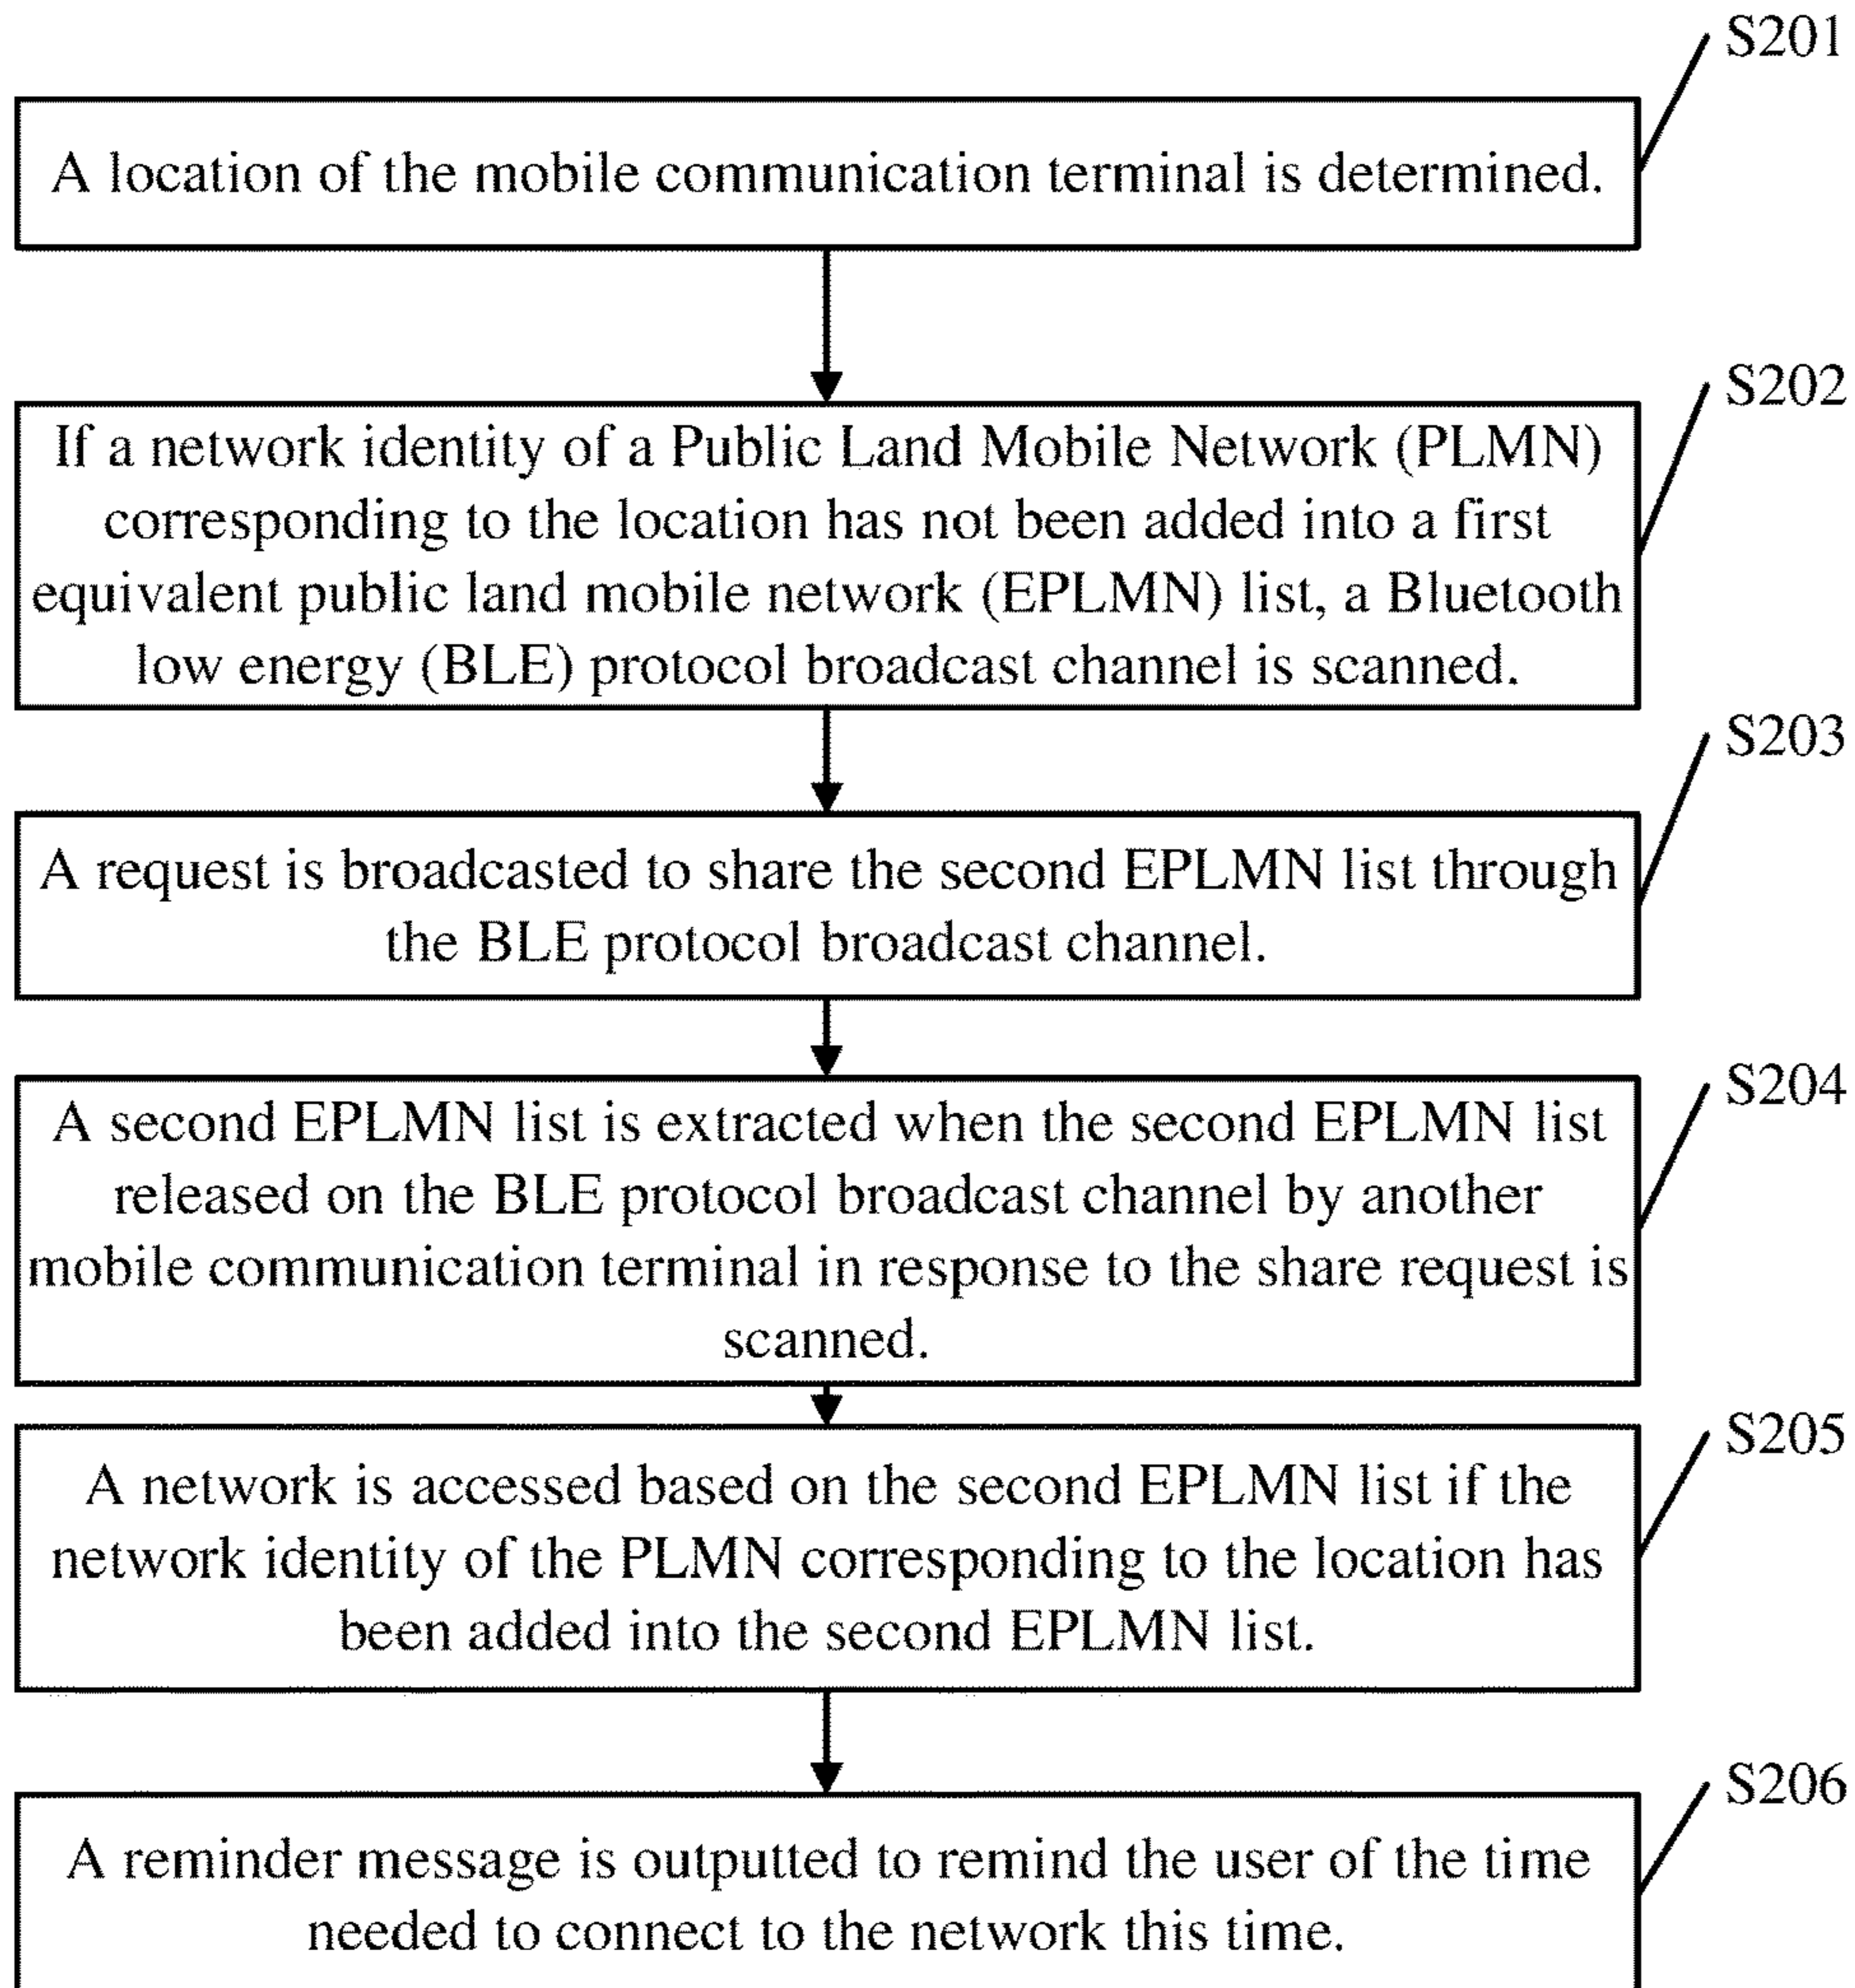 S201
A location of the mobile communication terminal is determined.
S202
If a network identity of a Public Land Mobile Network (PLMN)
corresponding to the location has not been added into a first
equivalent public land mobile network (EPLMN) list, a Bluetooth
low energy (BLE) protocol broadcast channel is scanned.
S203
A request is broadcasted to share the second EPLMN list through
the BLE protocol broadcast channel.
S204
A second EPLMN list is extracted when the second EPLMN list
released on the BLE protocol broadcast channel by another
mobile communication terminal in response to the share request is
scanned.
S205
A network is accessed based on the second EPLMN list if the
network identity of the PLMN corresponding to the location has
been added into the second EPLMN list.
S206
A reminder message is outputted to remind the user of the time
needed to connect to the network this time.